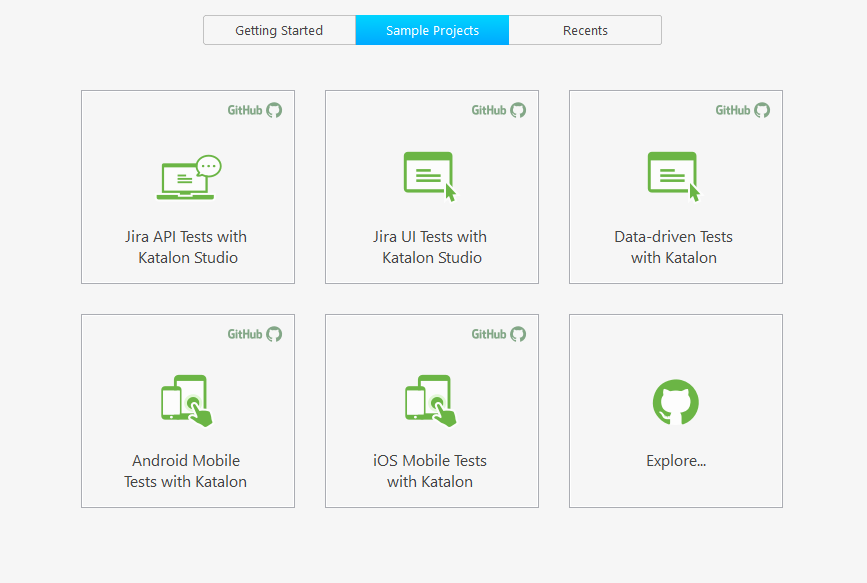 Getting Started
Sample Projects
Recents
GitHub
GitHub
GitHub
Jira API Tests with
Katalon Studio
Jira UI Tests with
Katalon Studio
Data-driven Tests
with Katalon
GitHub
GitHub
Android Mobile
Tests with Katalon
iOS Mobile Tests
with Katalon
Explore...